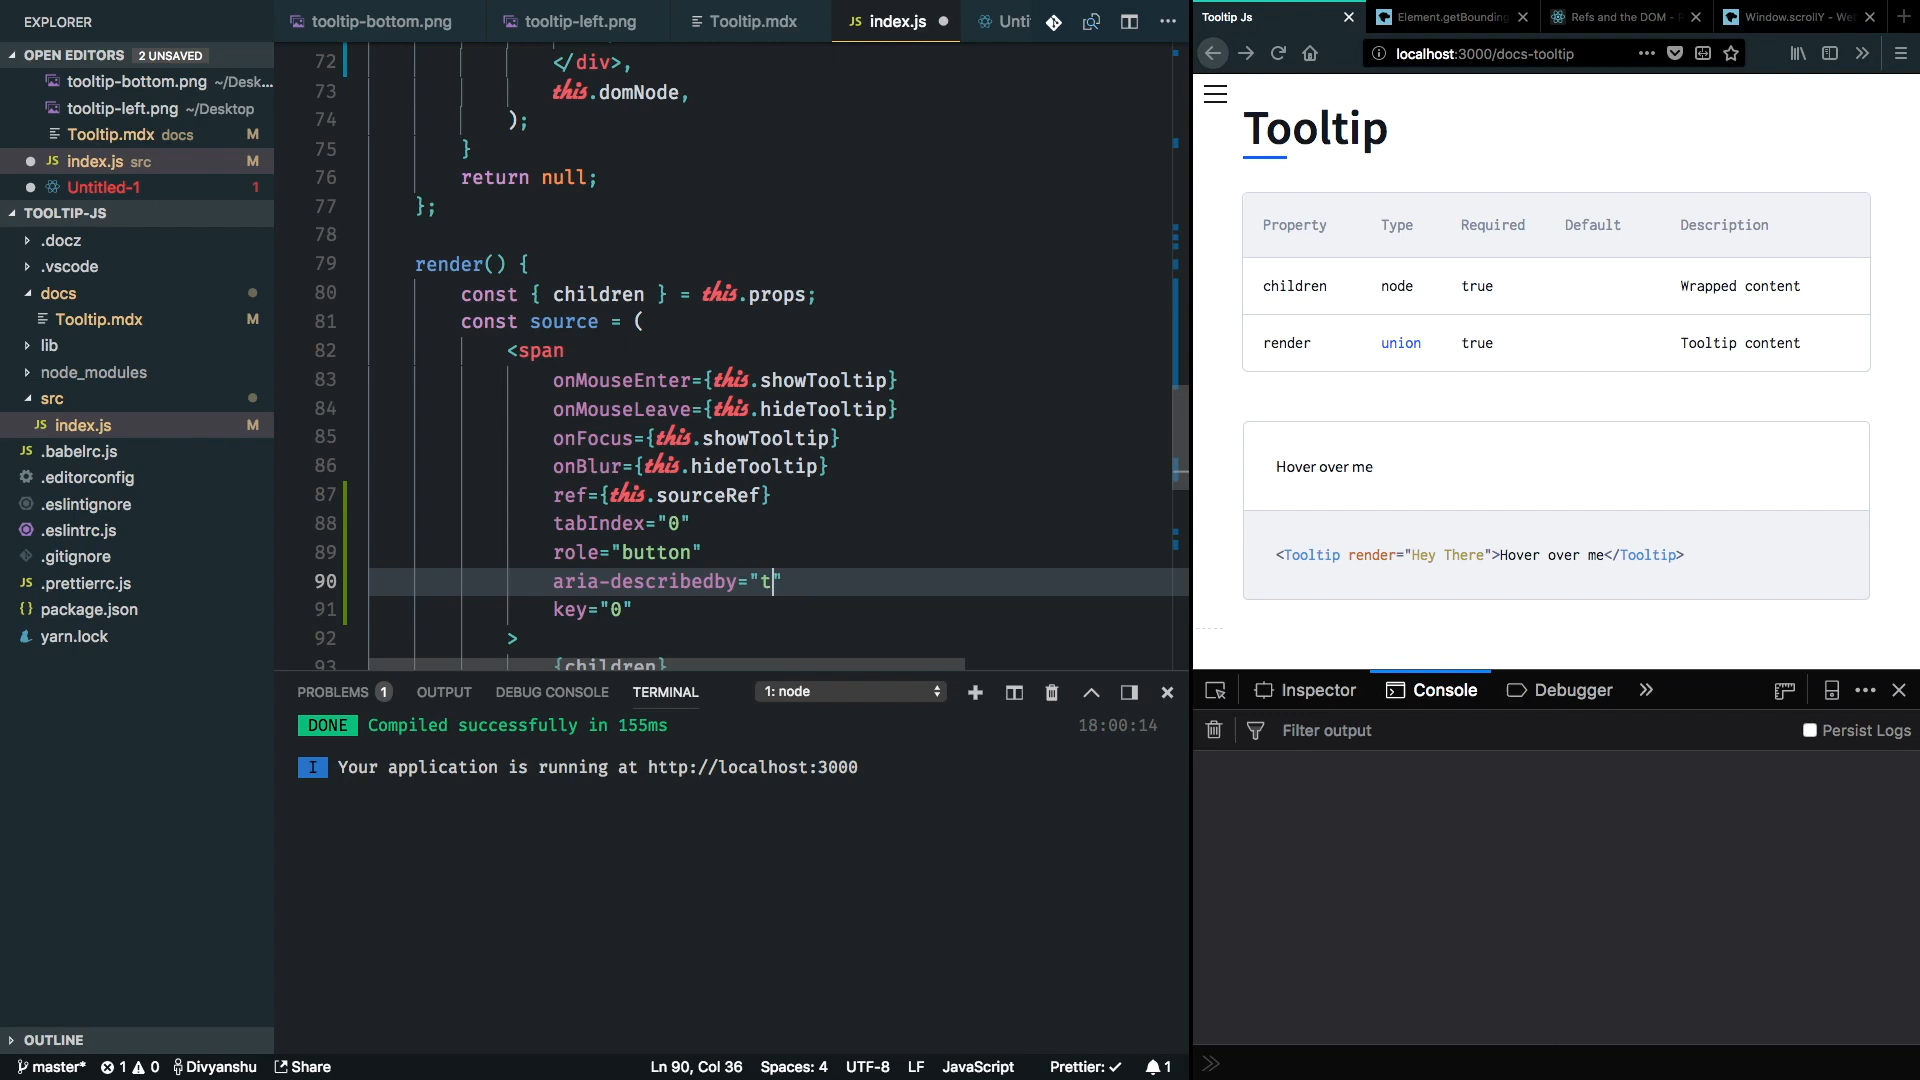 EXPLORER
OPEN EDITORS 2 UNSAVED
tooltip-bottom.png ~/Desk...
tooltip-left.png ~/Desktop
Tooltip.mdx docs M
JS index.js src M
Untitled-1 1
TOOLTIP-JS
.docz
.vscode
docs
Tooltip.mdx M
lib
node_modules
src
JS index.js M
JS .babelrc.js
.editorconfig
.eslintignore
.eslintrc.js
.gitignore
JS .prettierrc.js
{} package.json
yarn.lock
OUTLINE
tooltip-bottom.png
tooltip-left.png
Tooltip.mdx
JS index.js
Unti
72 </div>,
73 this.domNode,
74 );
75 }
76 return null;
77 };
78
79 render() {
80 const { children } = this.props;
81 const source = (
82 <span
83 onMouseEnter={this.showTooltip}
84 onMouseLeave={this.hideTooltip}
85 onFocus={this.showTooltip}
86 onBlur={this.hideTooltip}
87 ref={this.sourceRef}
88 tabIndex="0"
89 role="button"
90 aria-describedby="t"
91 key="0"
92 >
93 {children}
PROBLEMS 1 OUTPUT DEBUG CONSOLE TERMINAL 1: node
DONE Compiled successfully in 155ms 18:00:14
I Your application is running at http://localhost:3000
master* 1 0 Divyanshu Share Ln 90, Col 36 Spaces: 4 UTF-8 LF JavaScript Prettier: ✓ 1
Tooltip Js
Element.getBounding
Refs and the DOM -
Window.scrollY - We
localhost:3000/docs-tooltip
Tooltip
Property Type Required Default Description
children node true Wrapped content
render union true Tooltip content
Hover over me
<Tooltip render="Hey There">Hover over me</Tooltip>
Inspector Console Debugger
Filter output Persist Logs